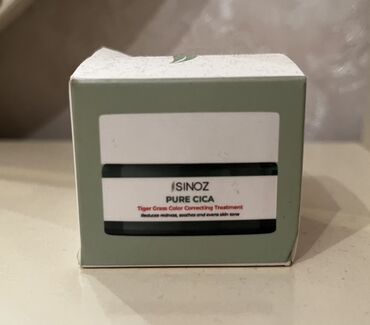 SINOZ
PURE CICA
Tiger Grass Color Correcting Treatment
Reduces redness, soothes and evens skin tone